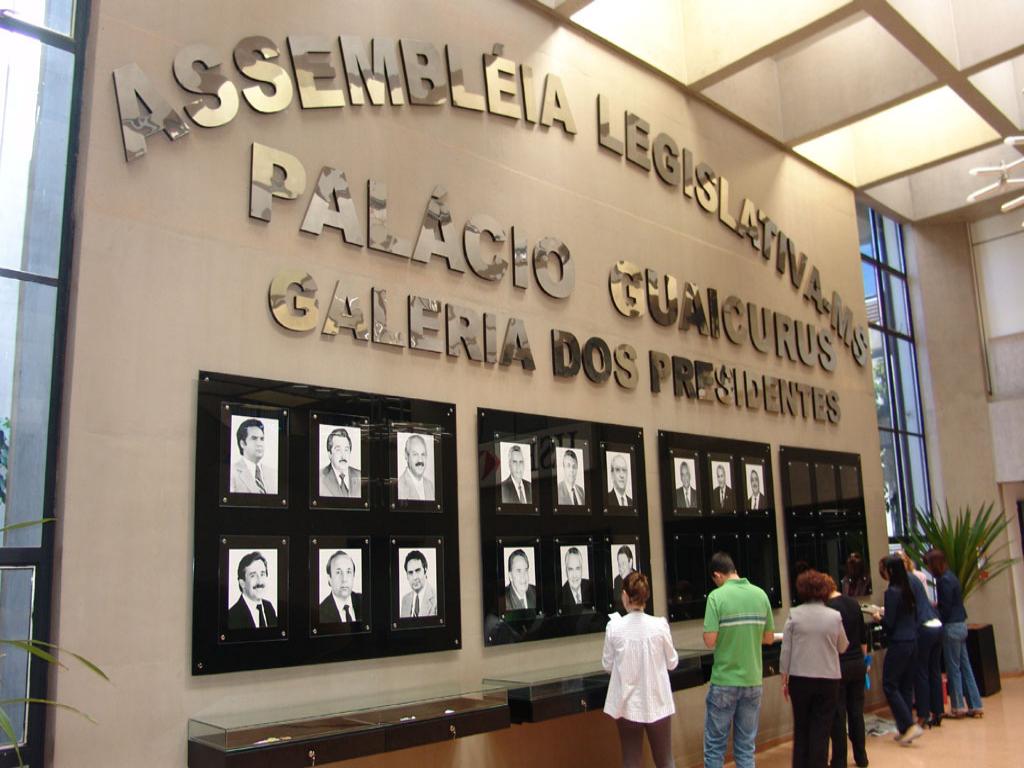 ASSEMBLÉIA LEGISLATIVA-MS
PALÁCIO GUAICURUS
GALERIA DOS PRESIDENTES